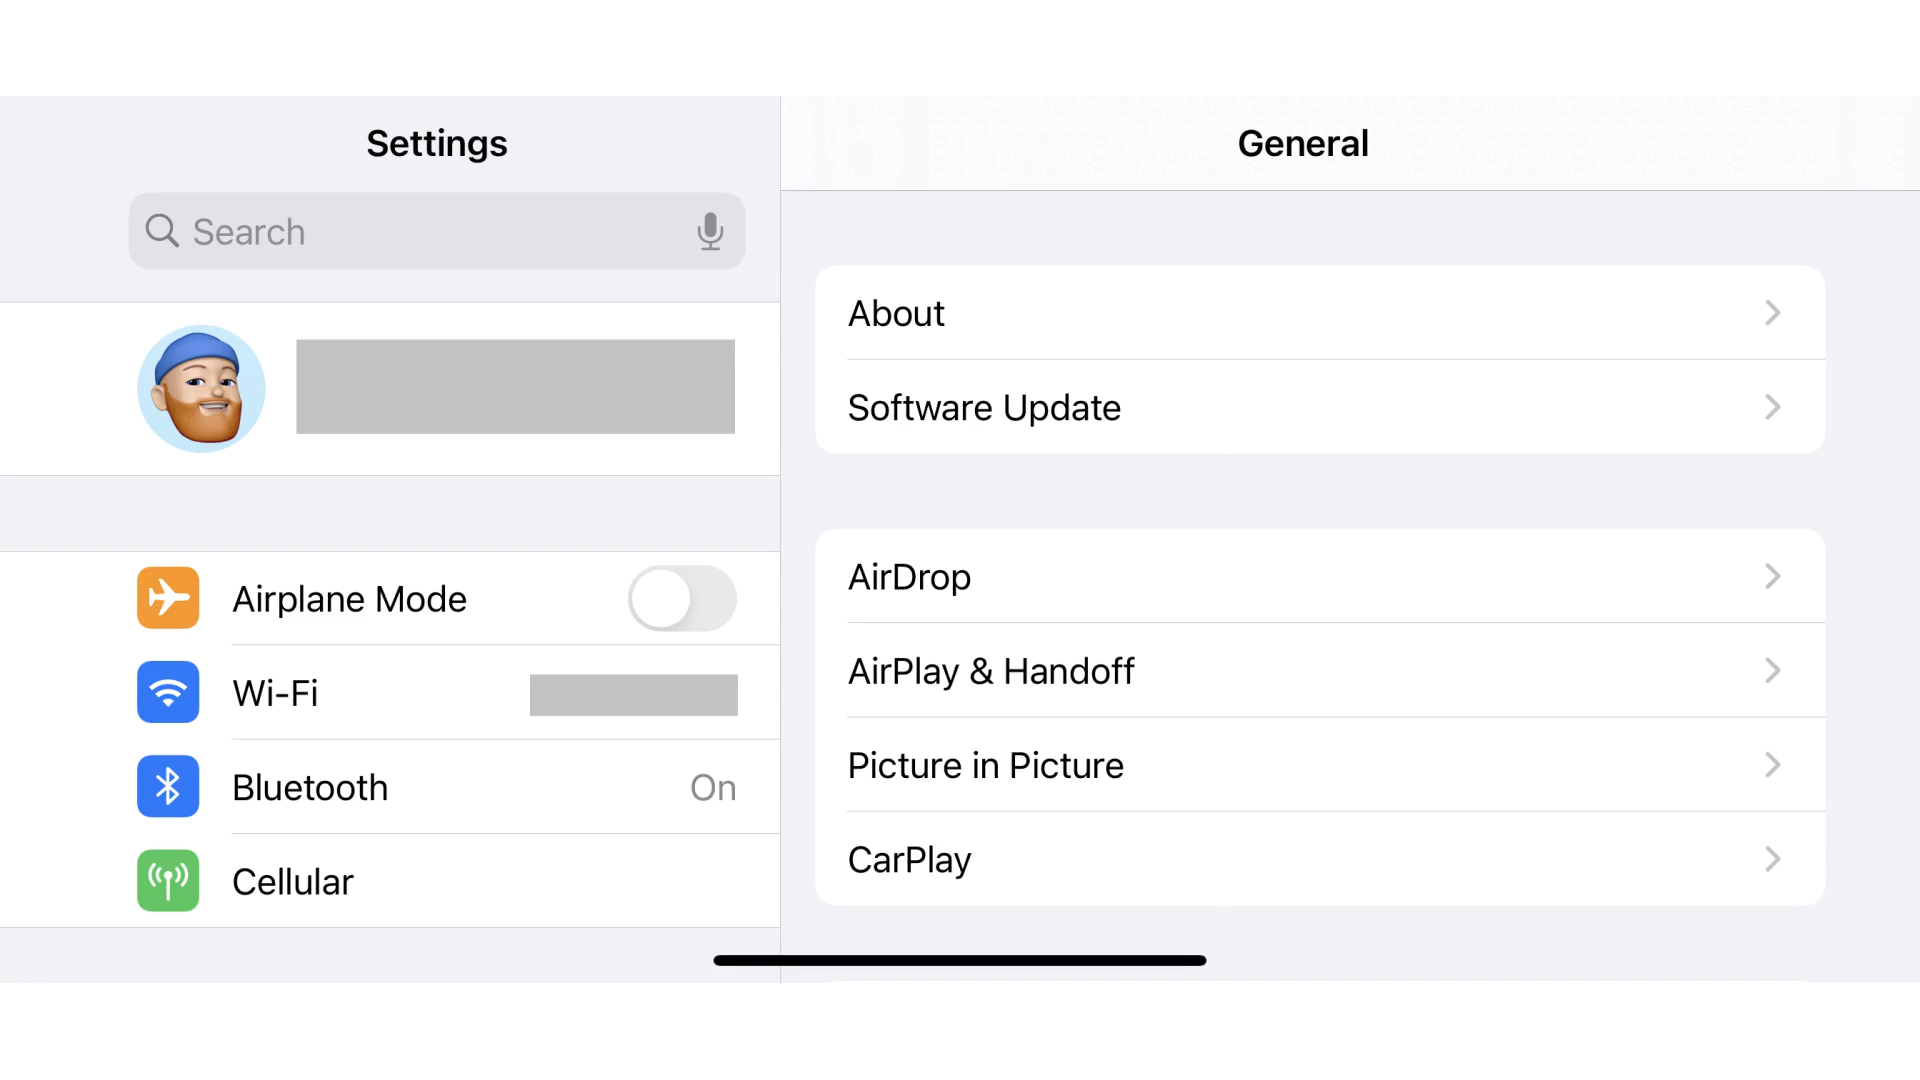 Settings
Search
Airplane Mode
Wi-Fi
Bluetooth On
Cellular
General
About
Software Update
AirDrop
AirPlay & Handoff
Picture in Picture
CarPlay